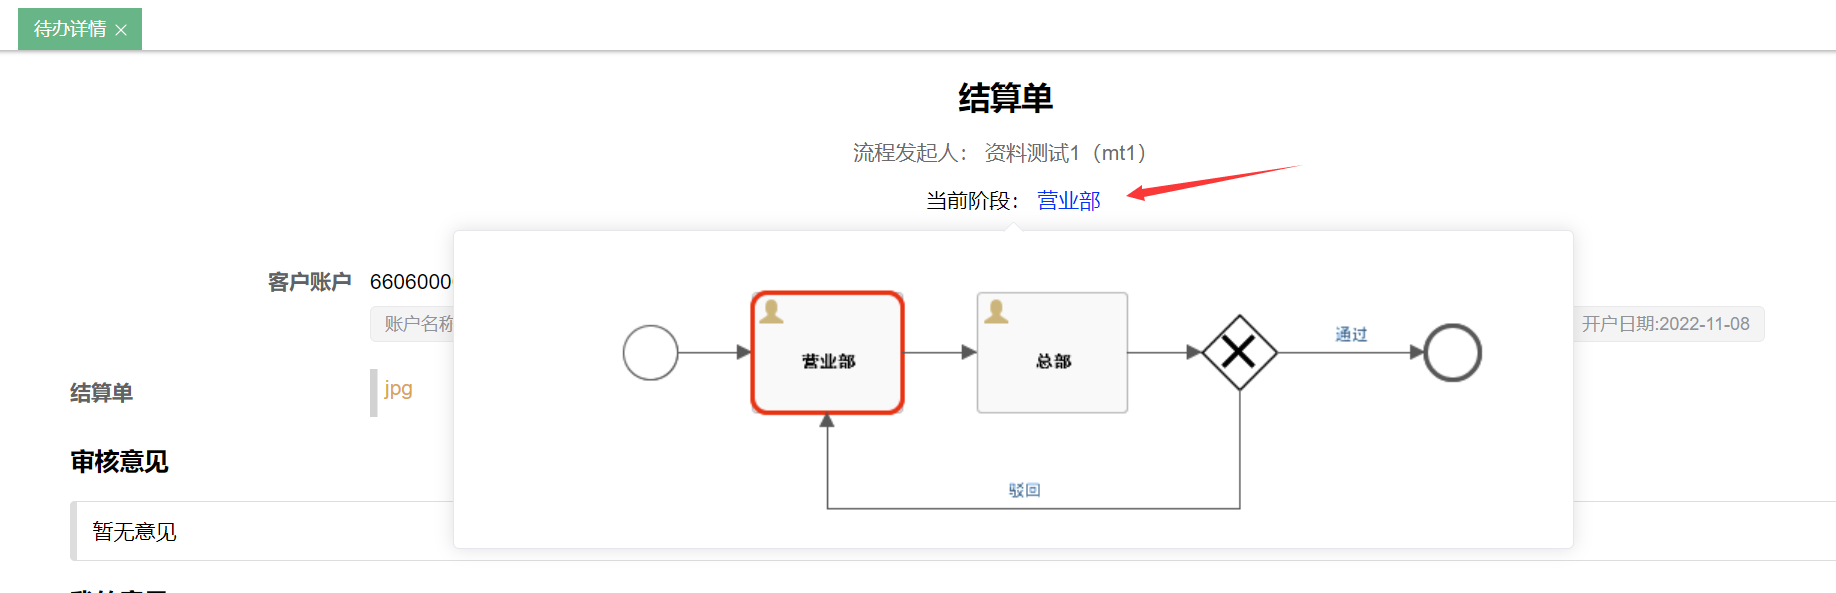 待办详情
结算单
流程发起人： 资料测试1（mt1）
当前阶段： 营业部
客户账户 6606000
账户名称
开户日期:2022-11-08
营业部
总部
通过
驳回
结算单
jpg
审核意见
暂无意见